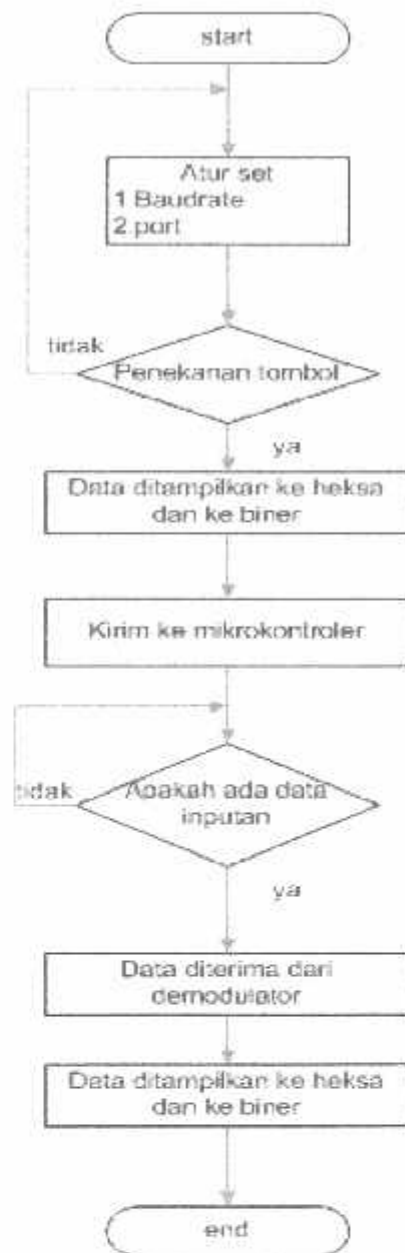 start
Atur set
1 Baudrate
2 port
tidak
Penekanan tombol
ya
Data ditampilkan ke heksa
dan ke biner
Kirim ke mikrokontroler
tidak
Apakah ada data
inputan
ya
Data diterima dari
demodulator
Data ditampilkan ke heksa
dan ke biner
end